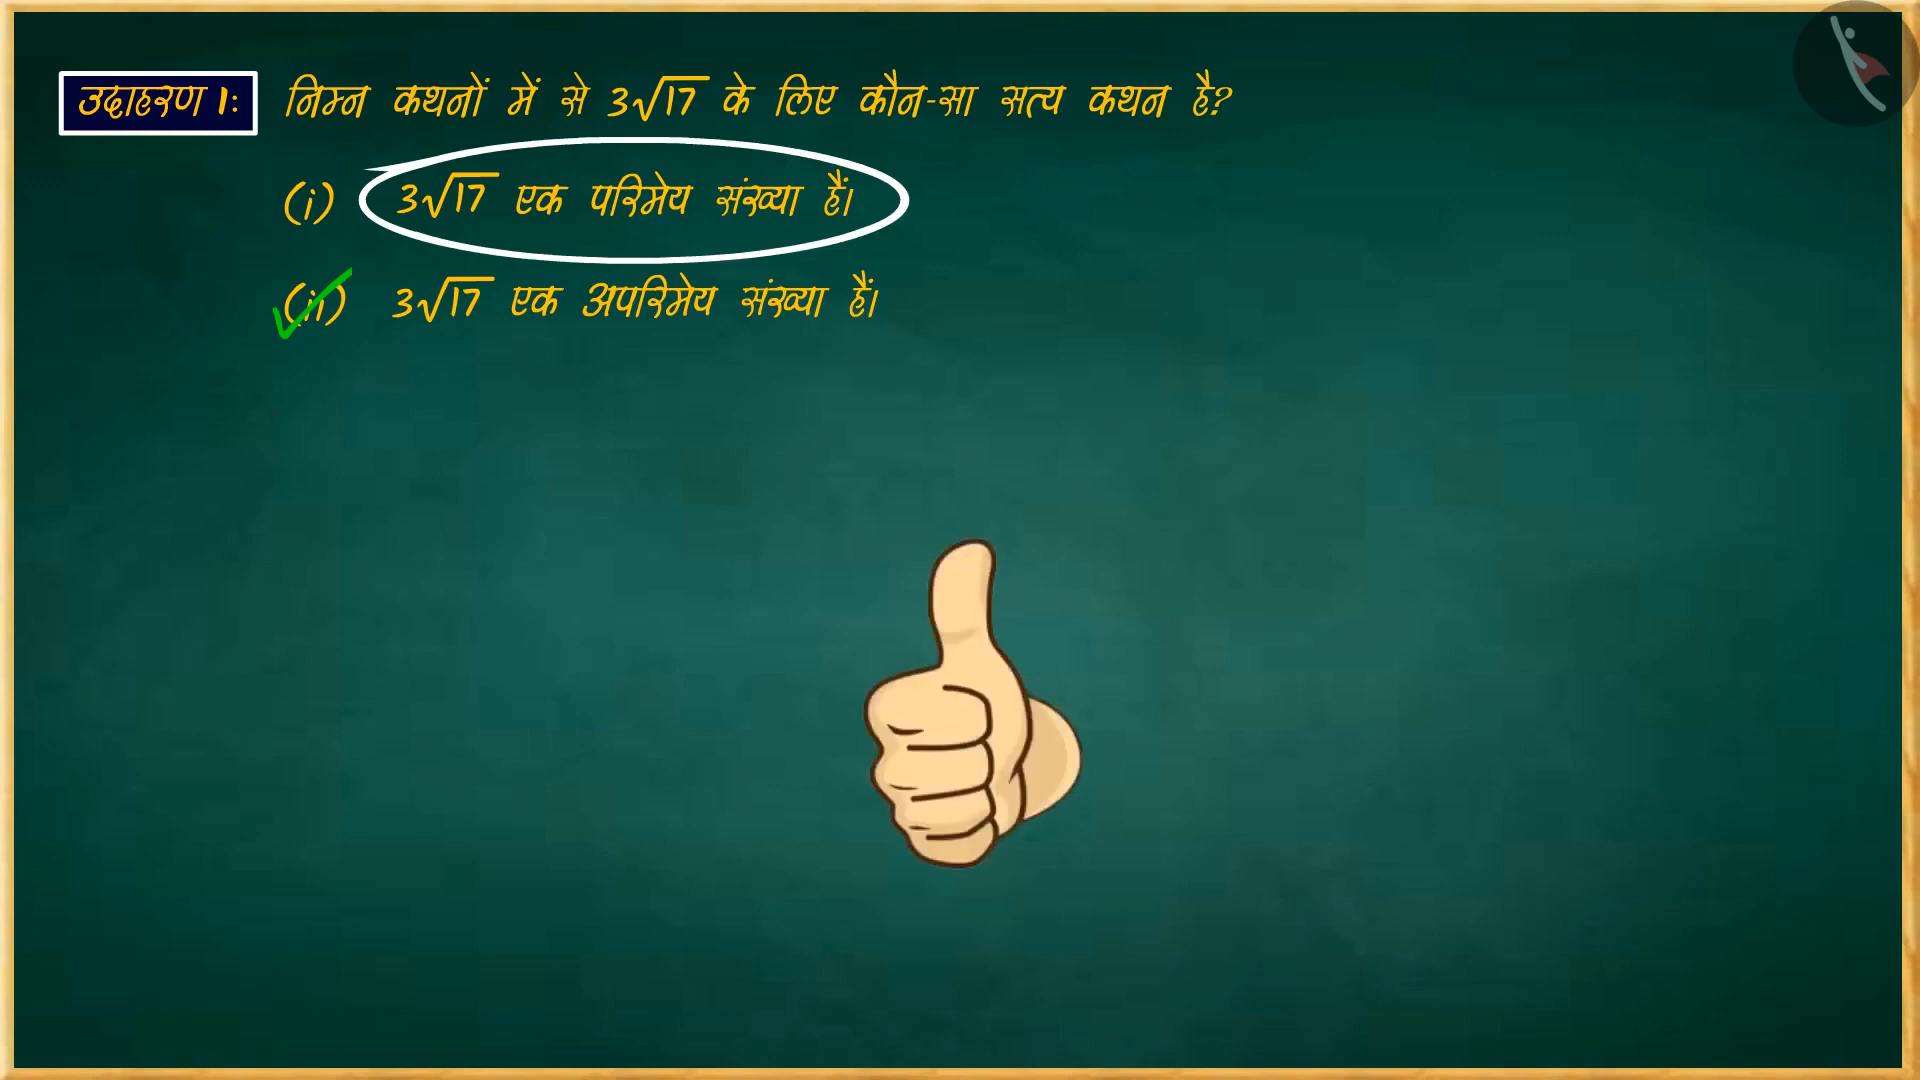 उदाहरण 1: निम्न कथनों में से 3√17 के लिए कौन-सा सत्य कथन है?
(i) 3√17 एक परिमेय संख्या हैं।
(ii) 3√17 एक अपरिमेय संख्या हैं।